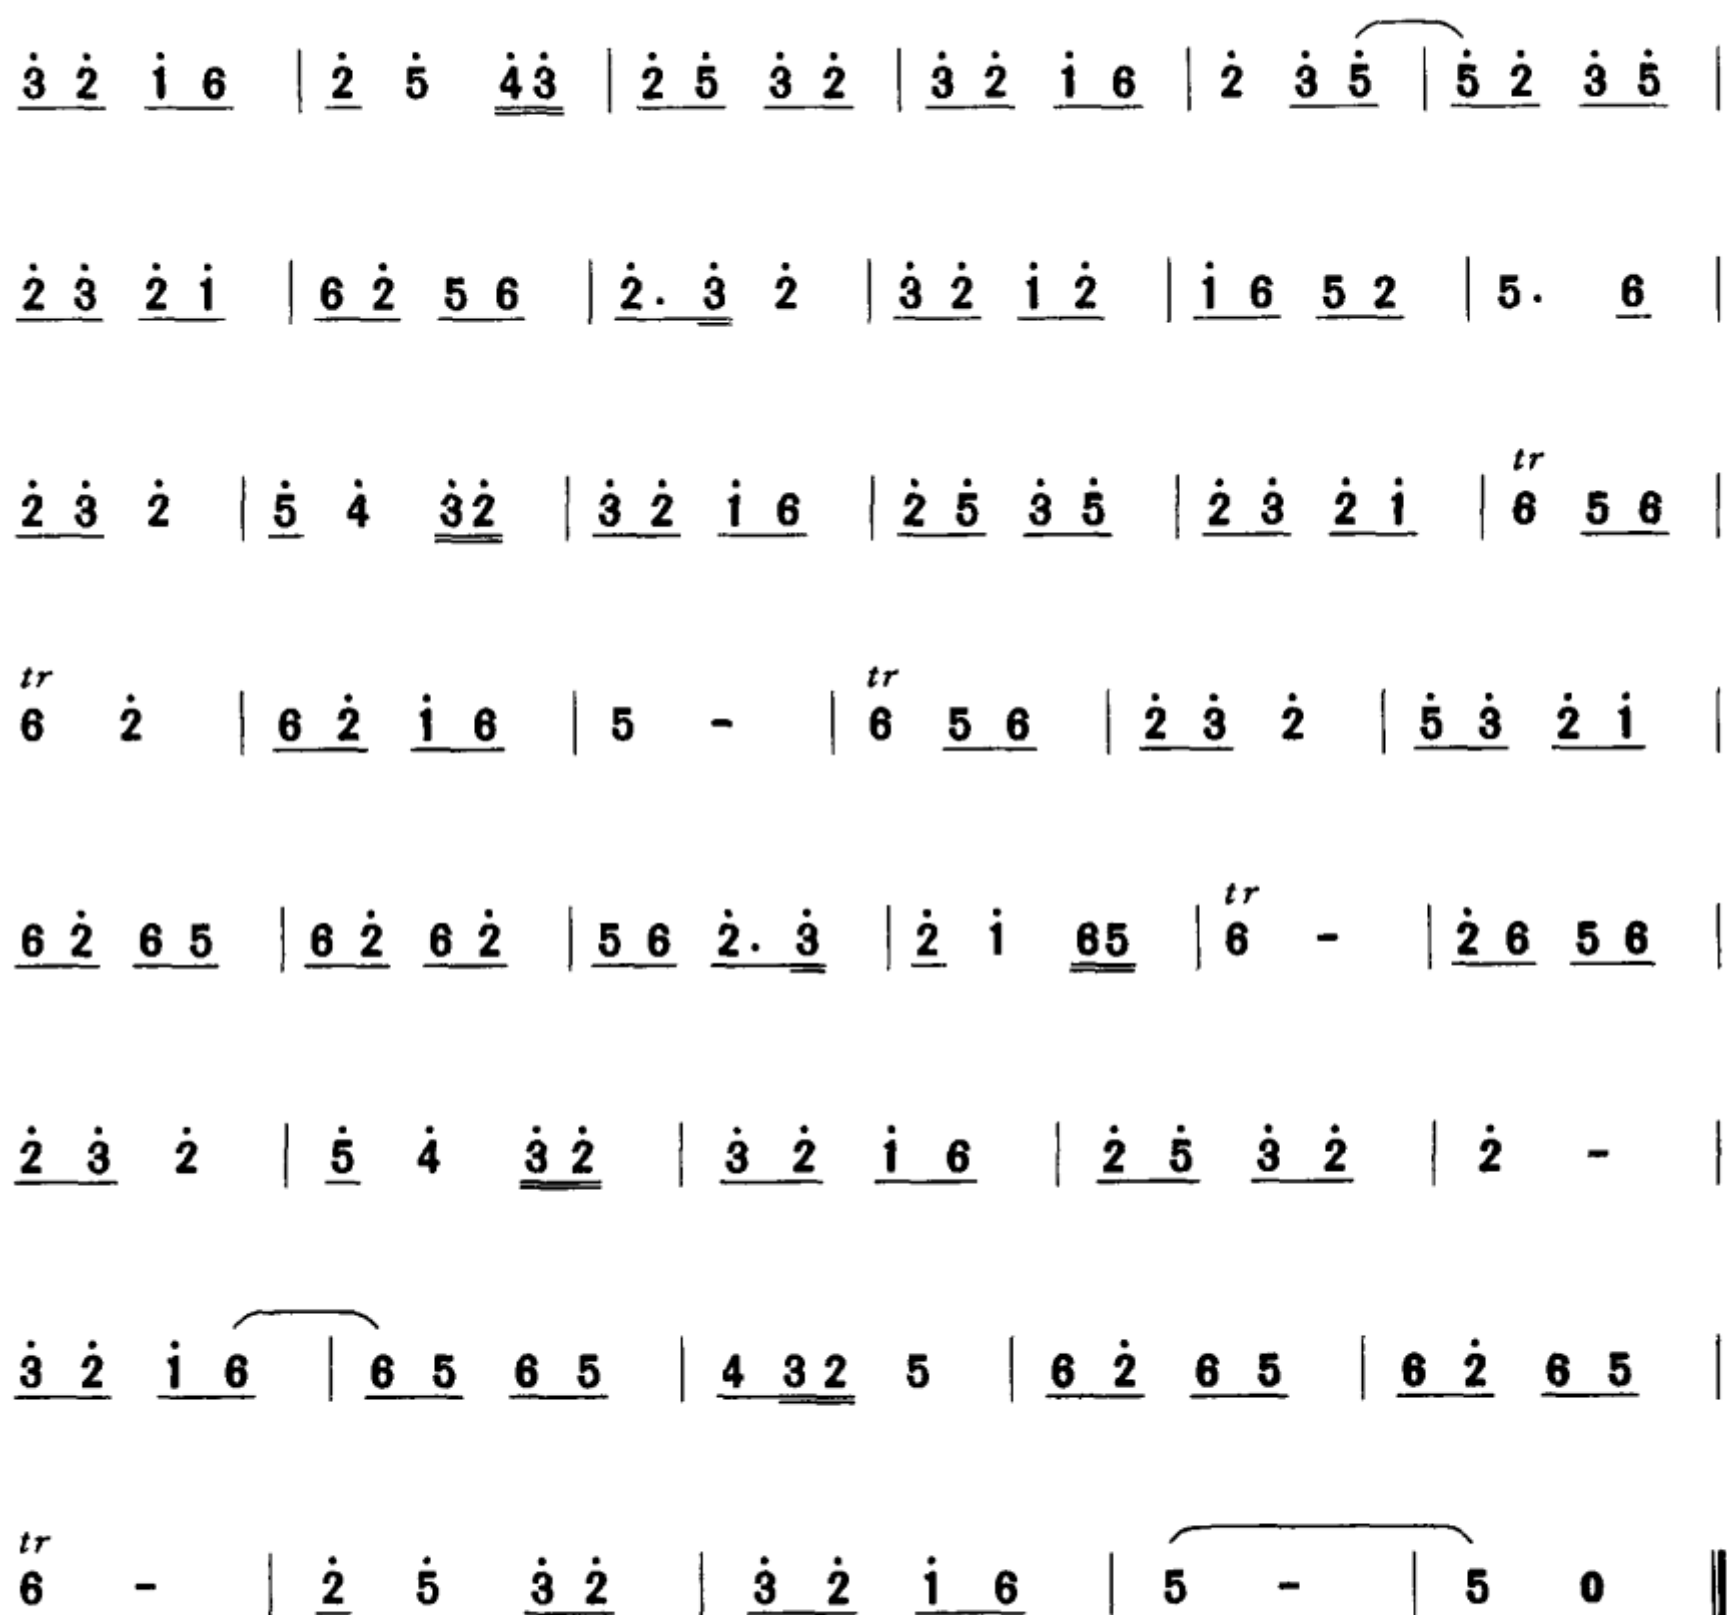 3̇ 2̇ 1̇ 6 | 2̇ 5̇ 4̇3̇ | 2̇ 5̇ 3̇ 2̇ | 3̇ 2̇ 1̇ 6 | 2̇ 3̇ 5̇ | 5̇ 2̇ 3̇ 5̇ |
2̇ 3̇ 2̇ 1̇ | 6 2̇ 5 6 | 2̇. 3̇ 2̇ | 3̇ 2̇ 1̇ 2̇ | 1̇ 6 5 2 | 5. 6 |
tr
2̇ 3̇ 2̇ | 5̇ 4̇ 3̇2̇ | 3̇ 2̇ 1̇ 6 | 2̇ 5̇ 3̇ 5̇ | 2̇ 3̇ 2̇ 1̇ | 6 5 6 |
tr tr
6 2̇ | 6 2̇ 1̇ 6 | 5 - | 6 5 6 | 2̇ 3̇ 2̇ | 5̇ 3̇ 2̇ 1̇ |
tr
6 2̇ 6 5 | 6 2̇ 6 2̇ | 5 6 2̇. 3̇ | 2̇ 1̇ 65 | 6 - | 2̇ 6 5 6 |
2̇ 3̇ 2̇ | 5̇ 4̇ 3̇ 2̇ | 3̇ 2̇ 1̇ 6 | 2̇ 5̇ 3̇ 2̇ | 2̇ - |
3̇ 2̇ 1̇ 6 | 6 5 6 5 | 4 3 2 5 | 6 2̇ 6 5 | 6 2̇ 6 5 |
tr
6 - | 2̇ 5̇ 3̇ 2̇ | 3̇ 2̇ 1̇ 6 | 5 - | 5 0 ‖